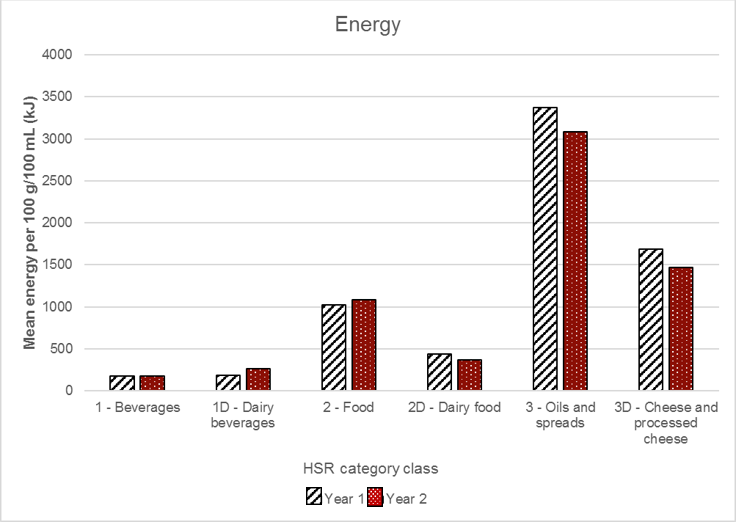 Energy
Mean energy per 100 g/100 mL (kJ)
4000
3500
3000
2500
2000
1500
1000
500
0
1 - Beverages
1D - Dairy
beverages
2 - Food
2D - Dairy food
3 - Oils and
spreads
3D - Cheese and
processed
cheese
HSR category class
Year 1
Year 2